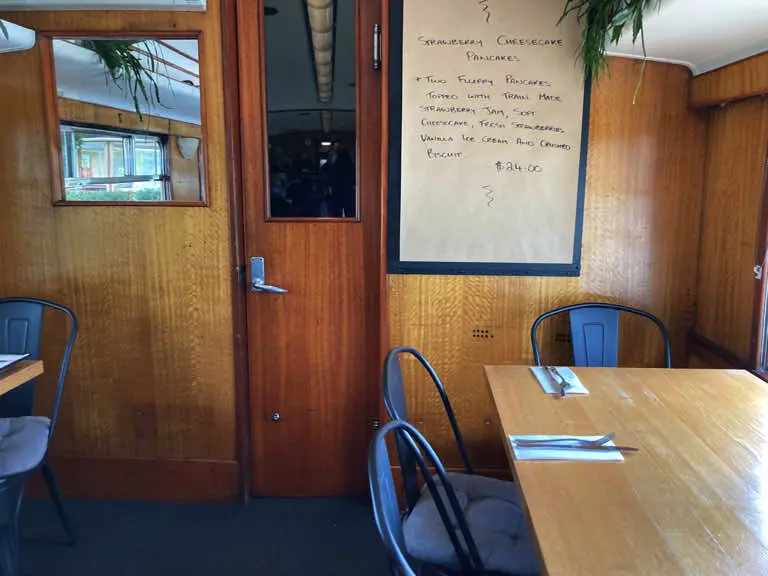 STRAWBERRY CHEESECAKE
PANCAKES
* TWO FLUFFY PANCAKES
TOPPED WITH TRAIN MADE
STRAWBERRY JAM, SOFT
CHEESECAKE, FRESH STRAWBERRIES
VANILLA ICE CREAM AND CRUSHED
BISCUIT.
$24.00